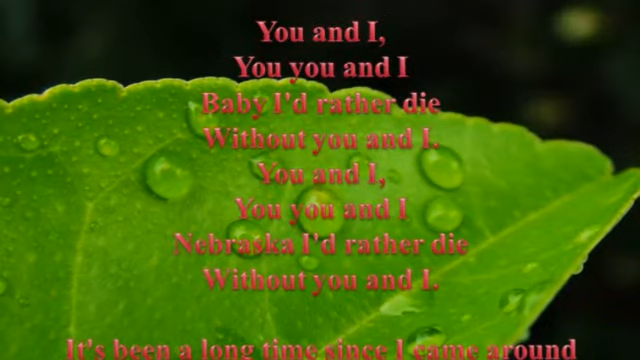 You and I,
You you and I
Baby I'd rather die
Without you and I.
You and I,
You you and I
Nebraska I'd rather die
Without you and I.
It's been a long time since I came around